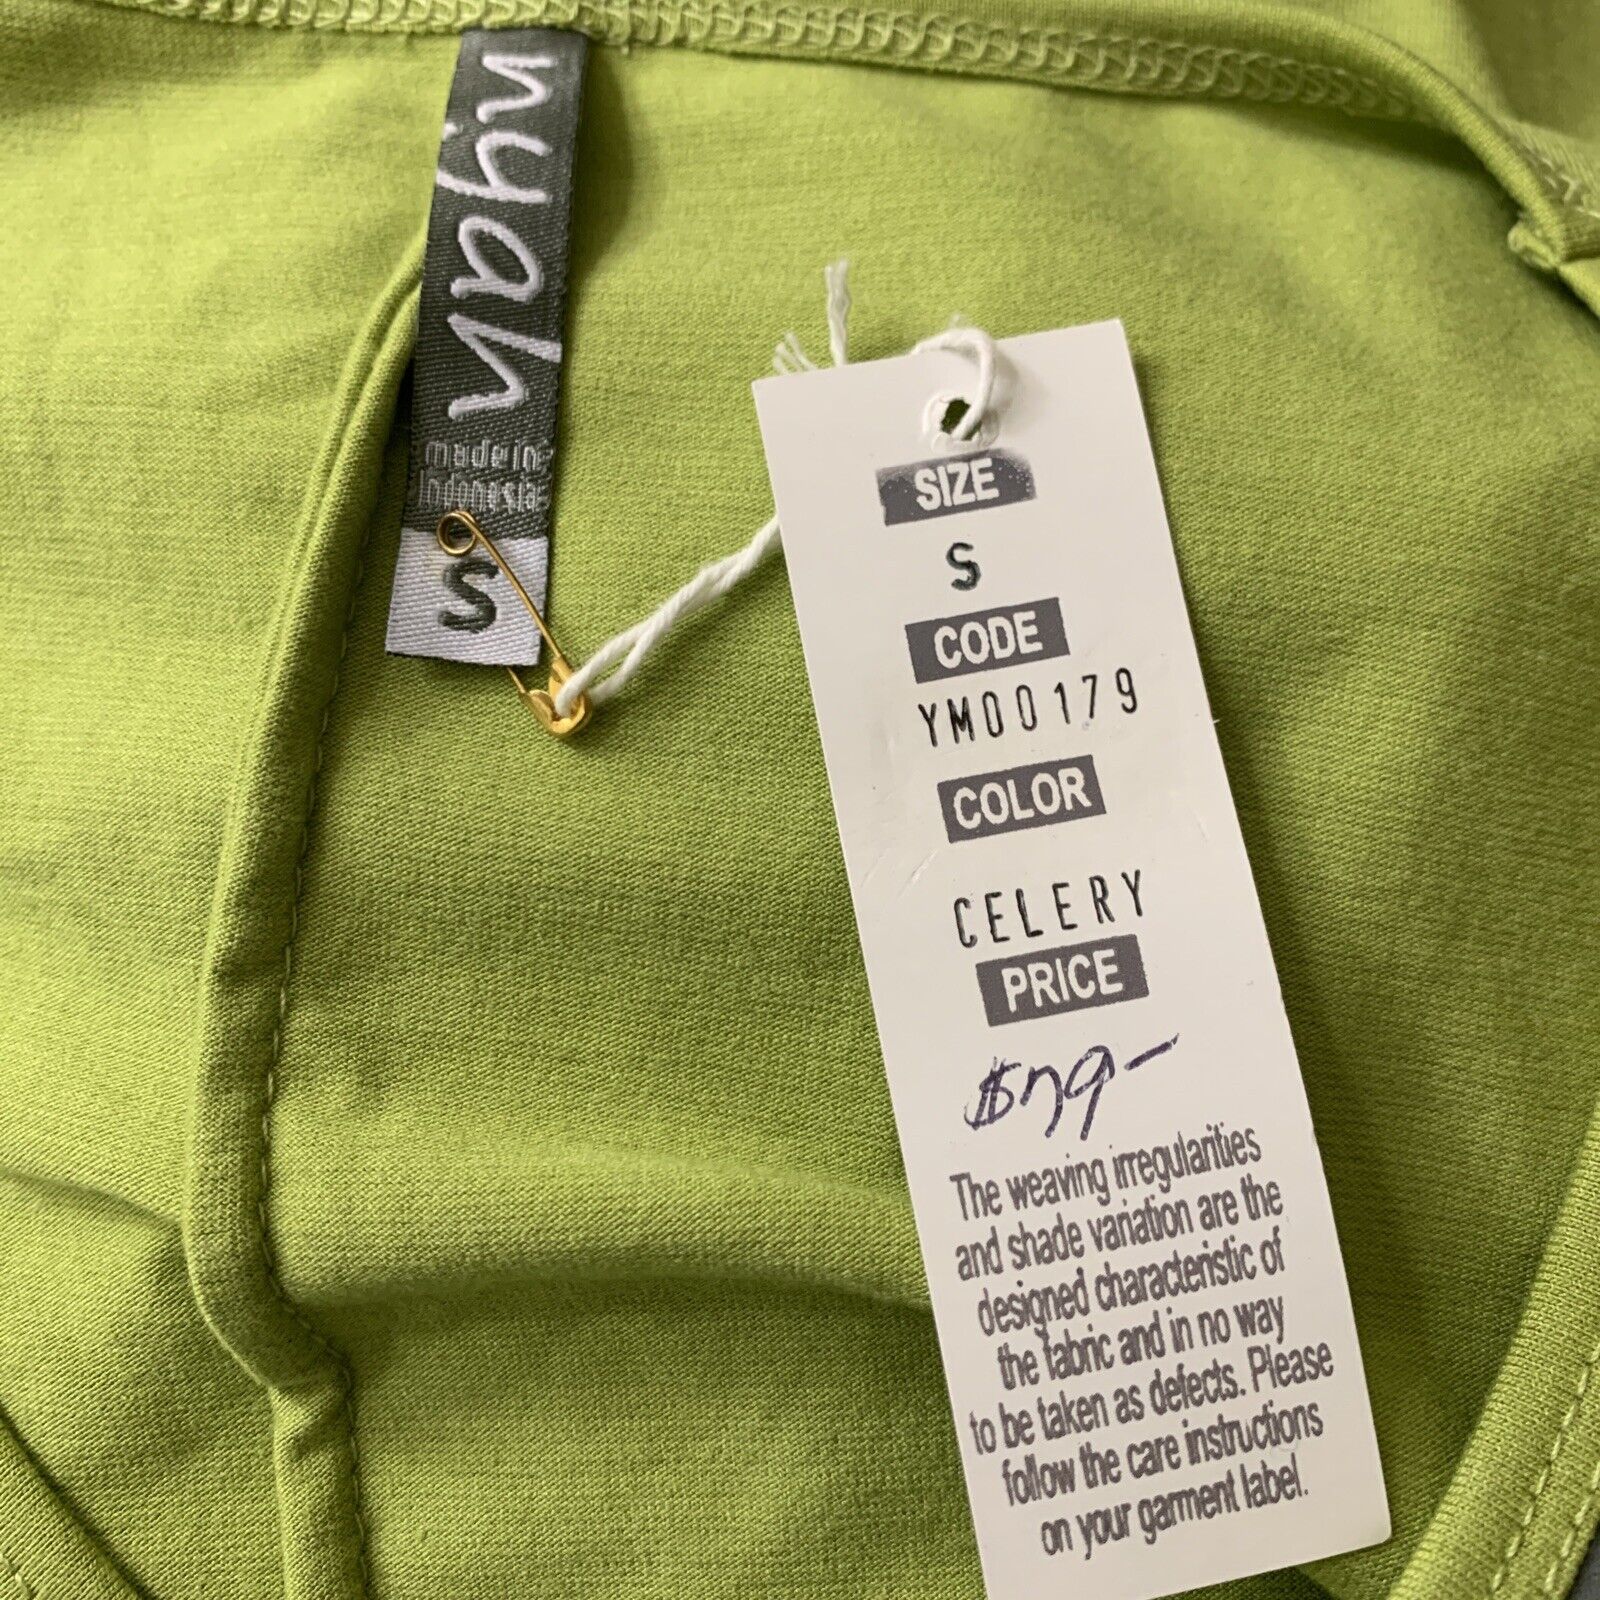 nyah
made in
indonesia
S
SIZE
S
CODE
YM00179
COLOR
CELERY
PRICE
$79-
The weaving irregularities
and shade variation are the
designed characteristic of
the fabric and in no way
to be taken as defects. Please
follow the care instructions
on your garment label.